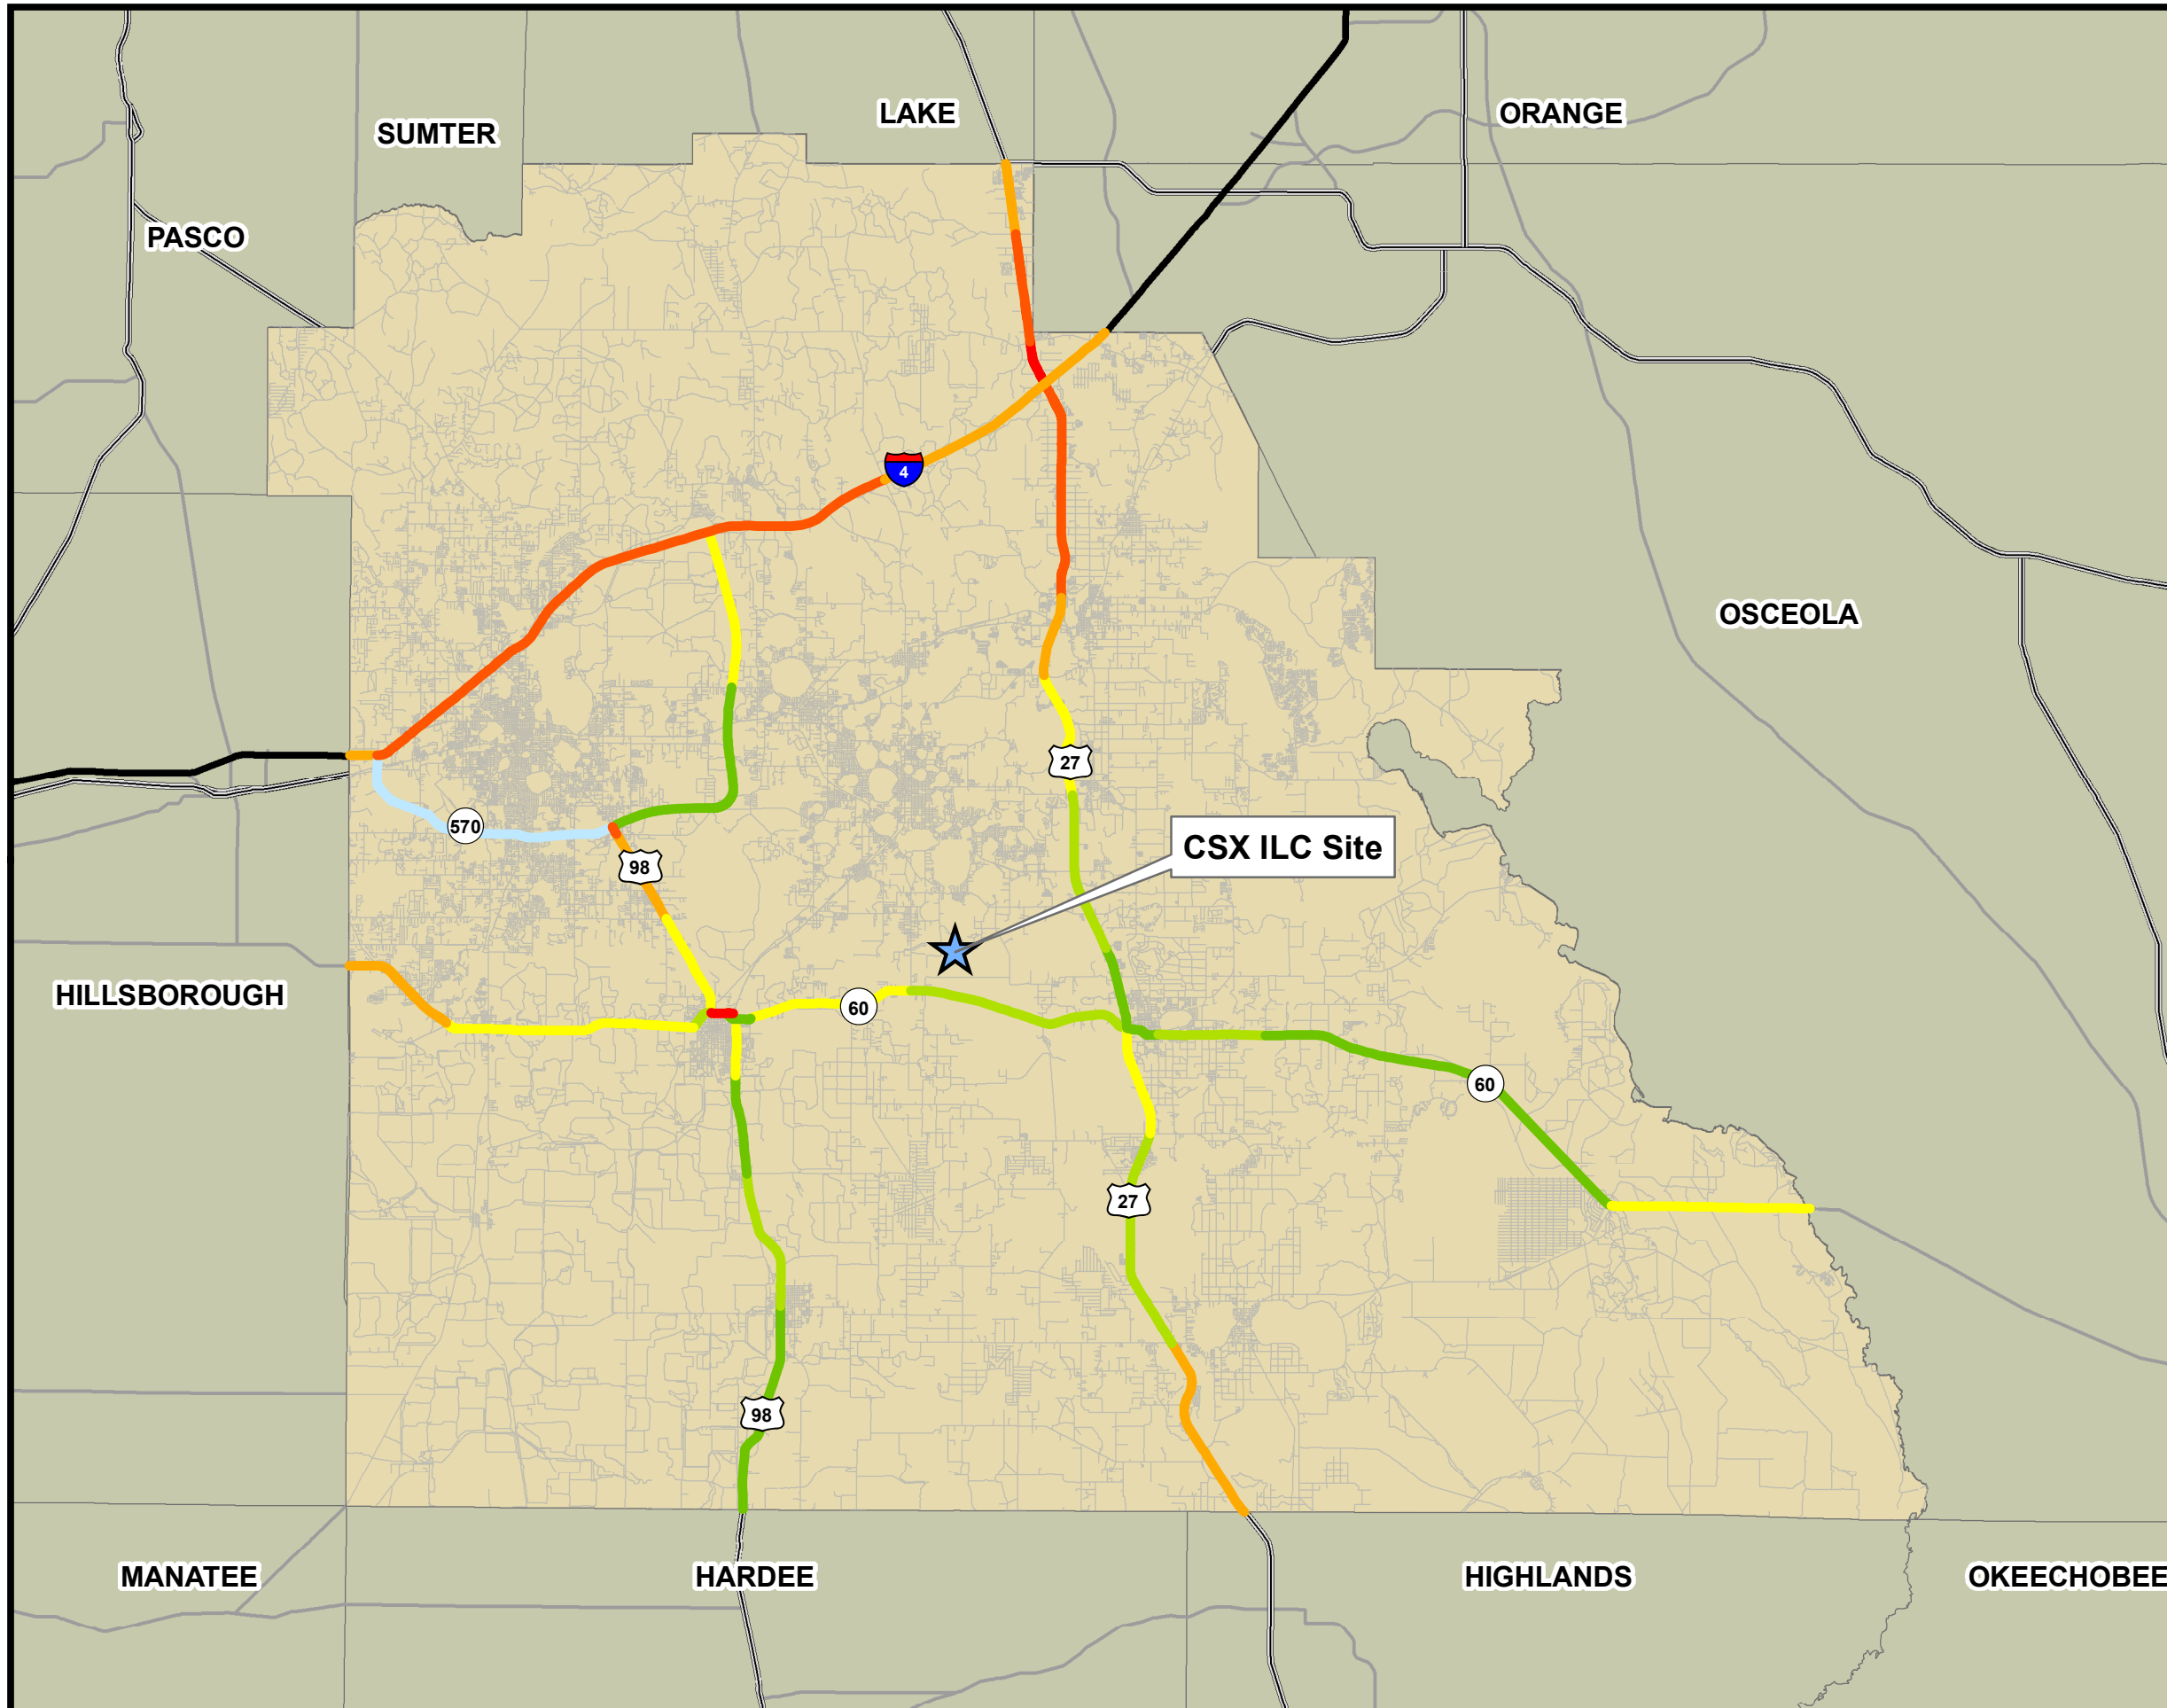 LAKE
ORANGE
SUMTER
PASCO
4
OSCEOLA
27
570
CSX ILC Site
98
HILLSBOROUGH
60
60
27
98
MANATEE
HARDEE
HIGHLANDS
OKEECHOBEE